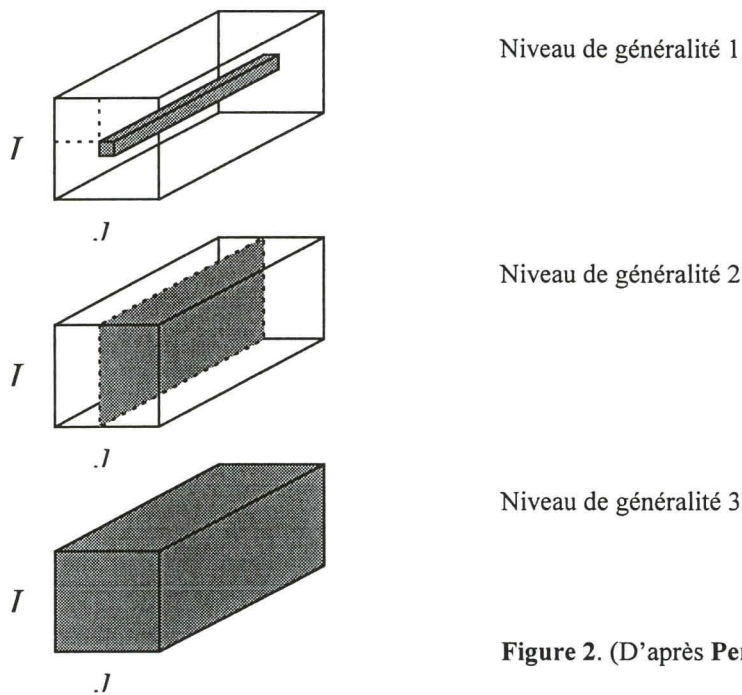 Niveau de généralité 1
I
J
Niveau de généralité 2
I
J
Niveau de généralité 3
I
J
Figure 2. (D'après